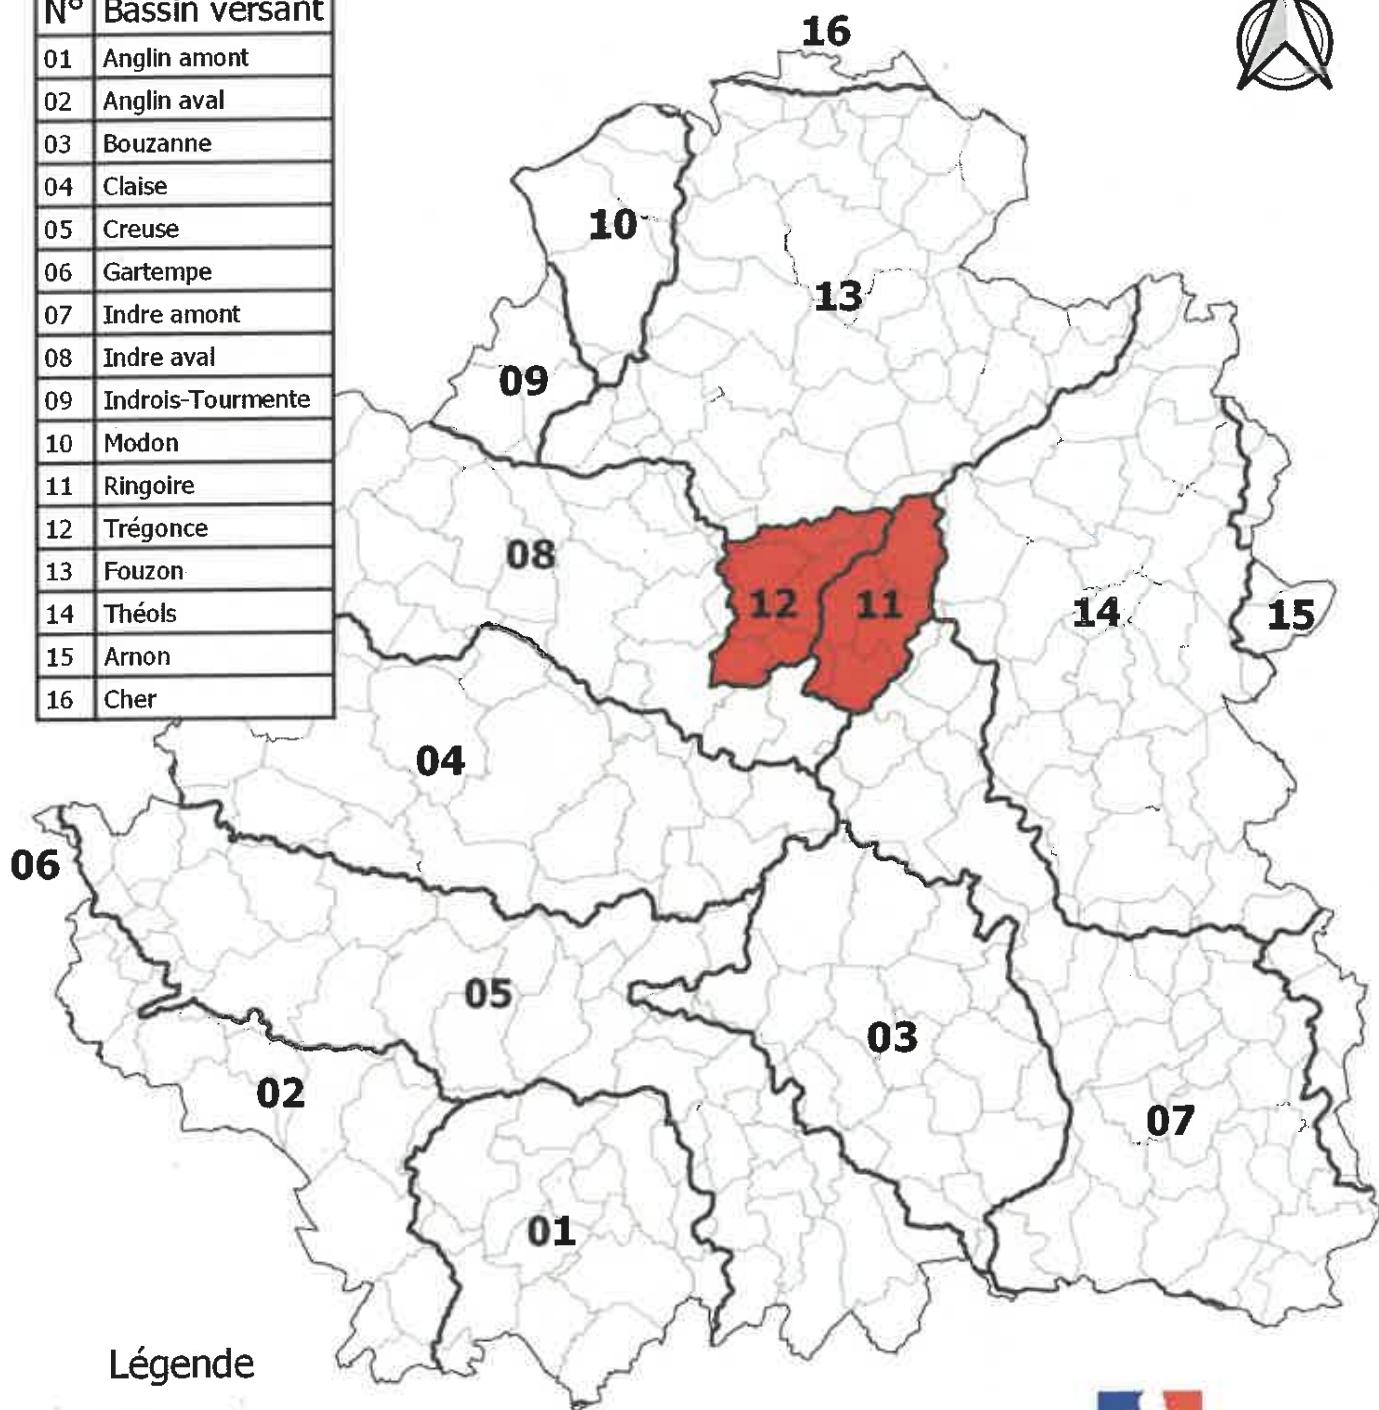 N° Bassin versant
01 Anglin amont
02 Anglin aval
03 Bouzanne
04 Claise
05 Creuse
06 Gartempe
07 Indre amont
08 Indre aval
09 Indrois-Tourmente
10 Modon
11 Ringoire
12 Trégonce
13 Fouzon
14 Théols
15 Arnon
16 Cher
16
10
13
09
08
12
11
14
15
04
06
05
03
02
07
01
Légende